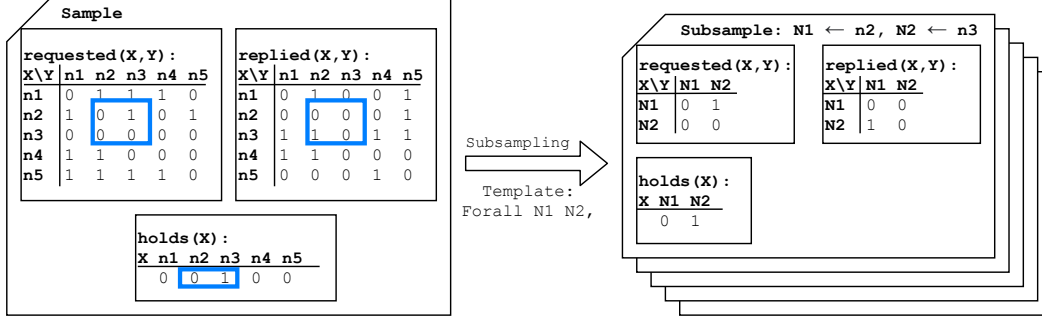 Sample
requested(X,Y):
X\Y n1 n2 n3 n4 n5
n1 0 1 1 1 0
n2 1 0 1 0 1
n3 0 0 0 0 0
n4 1 1 0 0 0
n5 1 1 1 1 0
replied(X,Y):
X\Y n1 n2 n3 n4 n5
n1 0 1 0 0 1
n2 0 0 0 0 1
n3 1 1 0 1 1
n4 1 1 0 0 0
n5 0 0 0 1 0
holds(X):
X n1 n2 n3 n4 n5
0 0 1 0 0
Subsampling
Template:
Forall N1 N2,
Subsample: N1 ← n2, N2 ← n3
requested(X,Y):
X\Y N1 N2
N1 0 1
N2 0 0
replied(X,Y):
X\Y N1 N2
N1 0 0
N2 1 0
holds(X):
X N1 N2
0 1